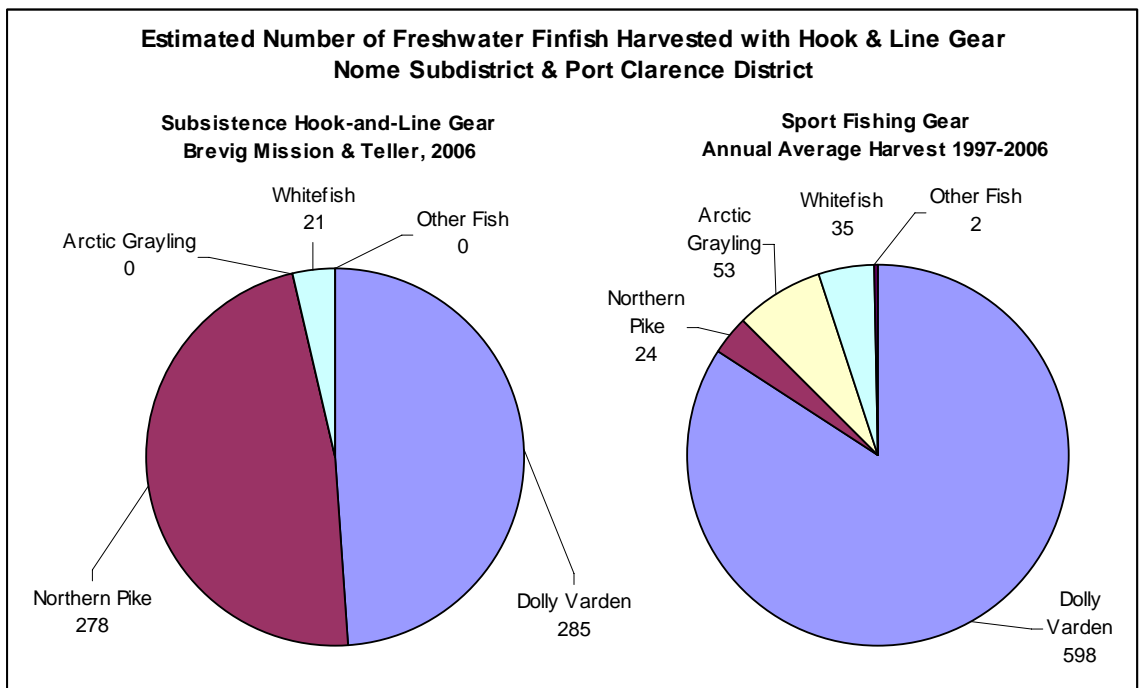 Estimated Number of Freshwater Finfish Harvested with Hook & Line Gear
Nome Subdistrict & Port Clarence District
Subsistence Hook-and-Line Gear
Brevig Mission & Teller, 2006
Whitefish
21
Other Fish
0
Arctic Grayling
0
Northern Pike
278
Dolly Varden
285
Sport Fishing Gear
Annual Average Harvest 1997-2006
Other Fish
2
Whitefish
35
Arctic
Grayling
53
Northern
Pike
24
Dolly
Varden
598